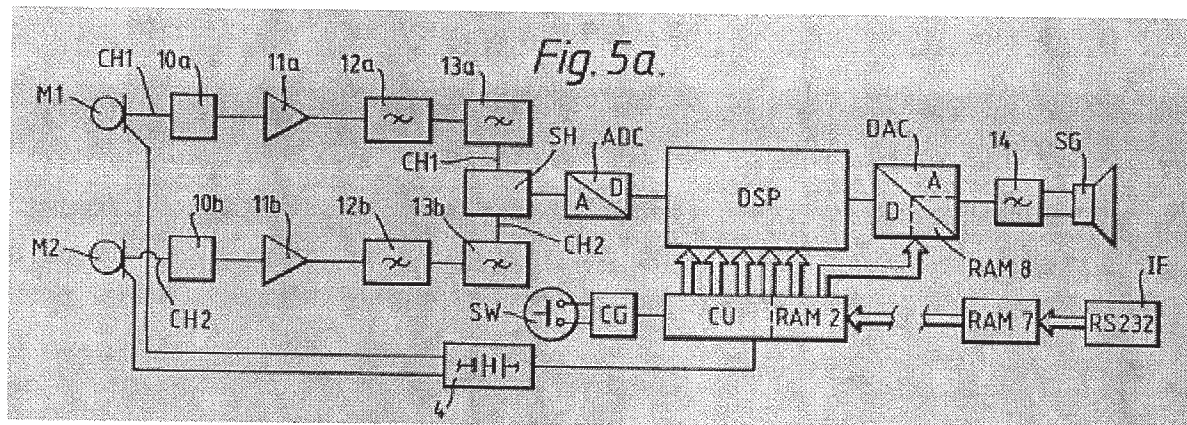 Fig. 5a.
CH1 10a 11a 12a 13a
M1
SH ADC DAC 14 SG
CH1
A D DSP D A
10b 11b 12b 13b
M2 CH2 RAM 8 IF
CH2 SW CG CU RAM 2 RAM 7 RS232
4